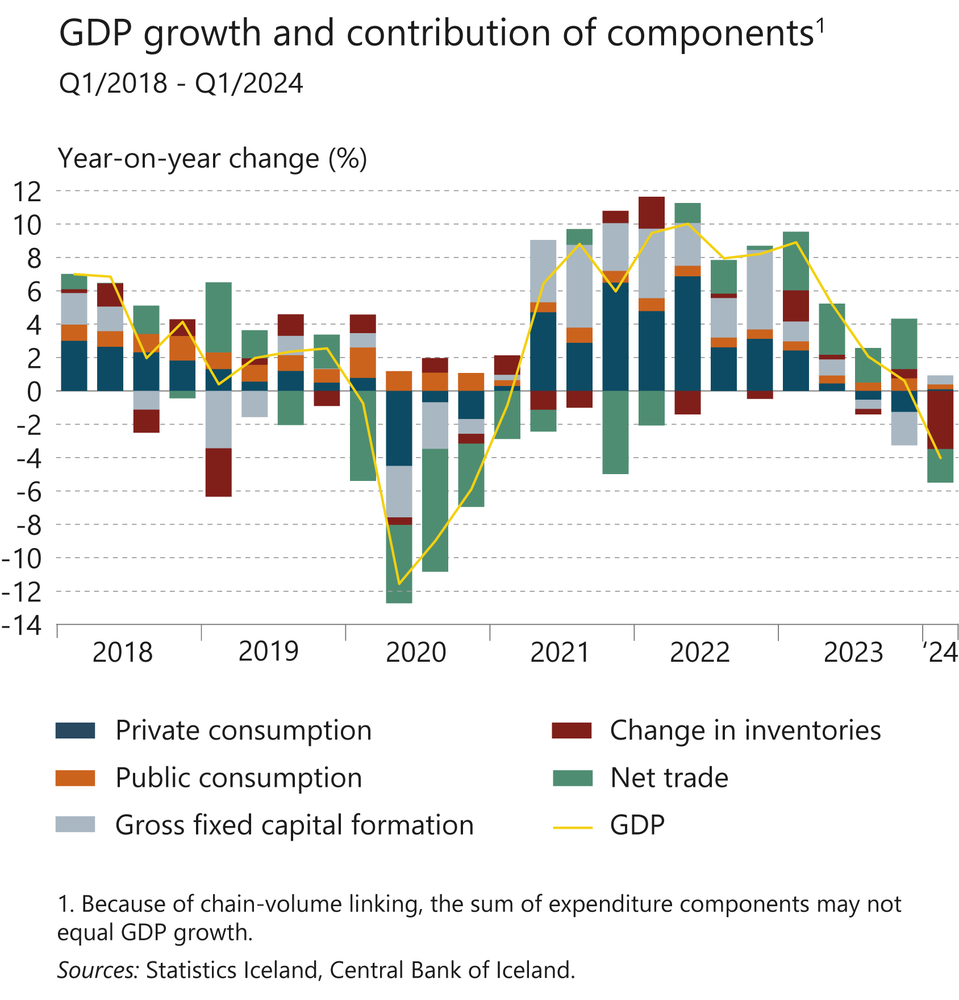 GDP growth and contribution of components¹
Q1/2018 - Q1/2024
Year-on-year change (%)
12
10
8
6
4
2
0
-2
-4
-6
-8
-10
-12
-14
2018 2019 2020 2021 2022 2023 ‘24
Private consumption
Public consumption
Gross fixed capital formation
Change in inventories
Net trade
GDP
1. Because of chain-volume linking, the sum of expenditure components may not
equal GDP growth.
Sources: Statistics Iceland, Central Bank of Iceland.